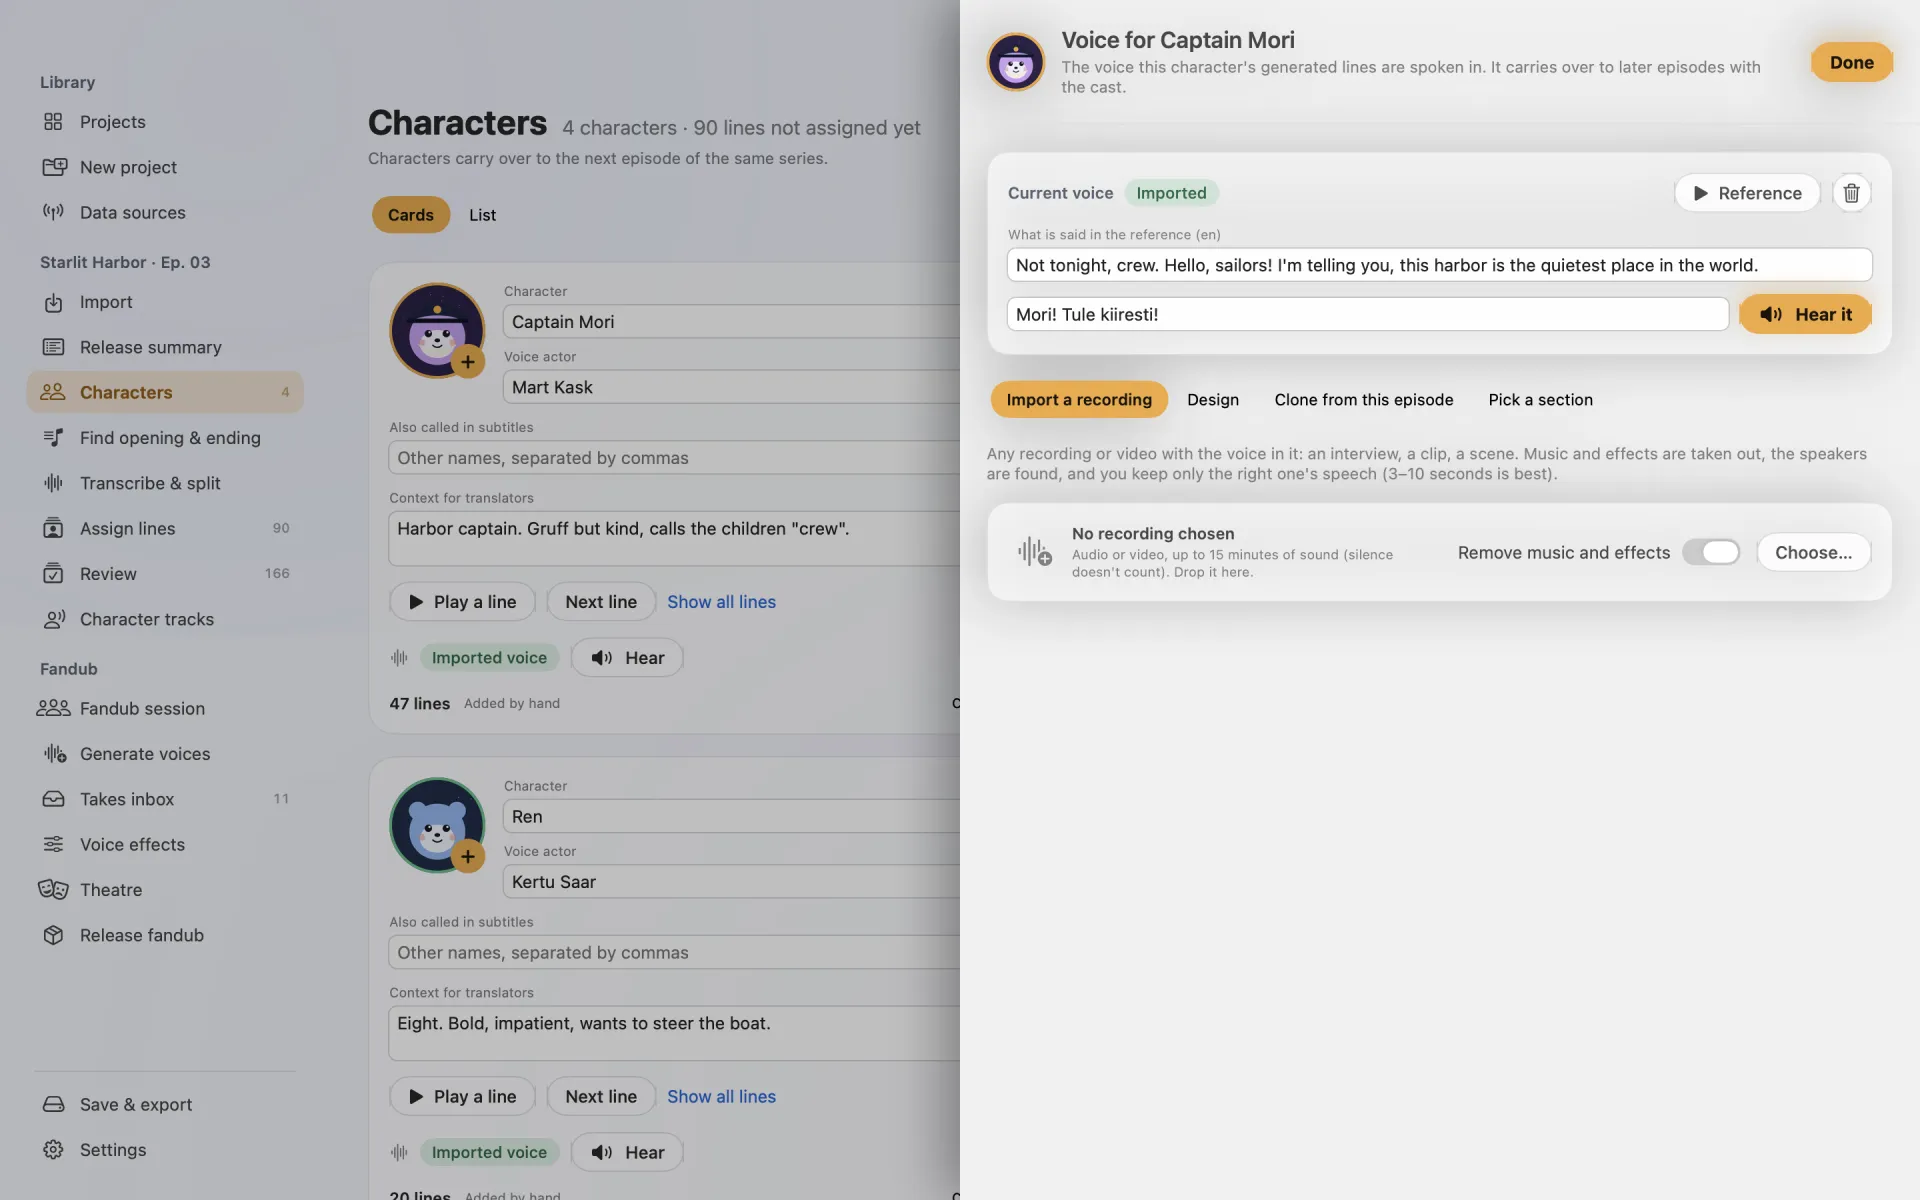 Library
Projects
New project
Data sources
Starlit Harbor · Ep. 03
Import
Release summary
Characters 4
Find opening & ending
Transcribe & split
Assign lines 90
Review 166
Character tracks
Fandub
Fandub session
Generate voices
Takes inbox 11
Voice effects
Theatre
Release fandub
Save & export
Settings
Characters 4 characters · 90 lines not assigned yet
Characters carry over to the next episode of the same series.
Cards List
Character
Captain Mori
Voice actor
Mart Kask
Also called in subtitles
Other names, separated by commas
Context for translators
Harbor captain. Gruff but kind, calls the children "crew".
Play a line Next line Show all lines
Imported voice Hear
47 lines Added by hand
Character
Ren
Voice actor
Kertu Saar
Also called in subtitles
Other names, separated by commas
Context for translators
Eight. Bold, impatient, wants to steer the boat.
Play a line Next line Show all lines
Imported voice Hear
20 lines Added by hand
Voice for Captain Mori
The voice this character's generated lines are spoken in. It carries over to later episodes with
the cast.
Done
Current voice Imported Reference
What is said in the reference (en)
Not tonight, crew. Hello, sailors! I'm telling you, this harbor is the quietest place in the world.
Mori! Tule kiiresti! Hear it
Import a recording Design Clone from this episode Pick a section
Any recording or video with the voice in it: an interview, a clip, a scene. Music and effects are taken out, the speakers
are found, and you keep only the right one's speech (3–10 seconds is best).
No recording chosen
Audio or video, up to 15 minutes of sound (silence
doesn't count). Drop it here.
Remove music and effects Choose...